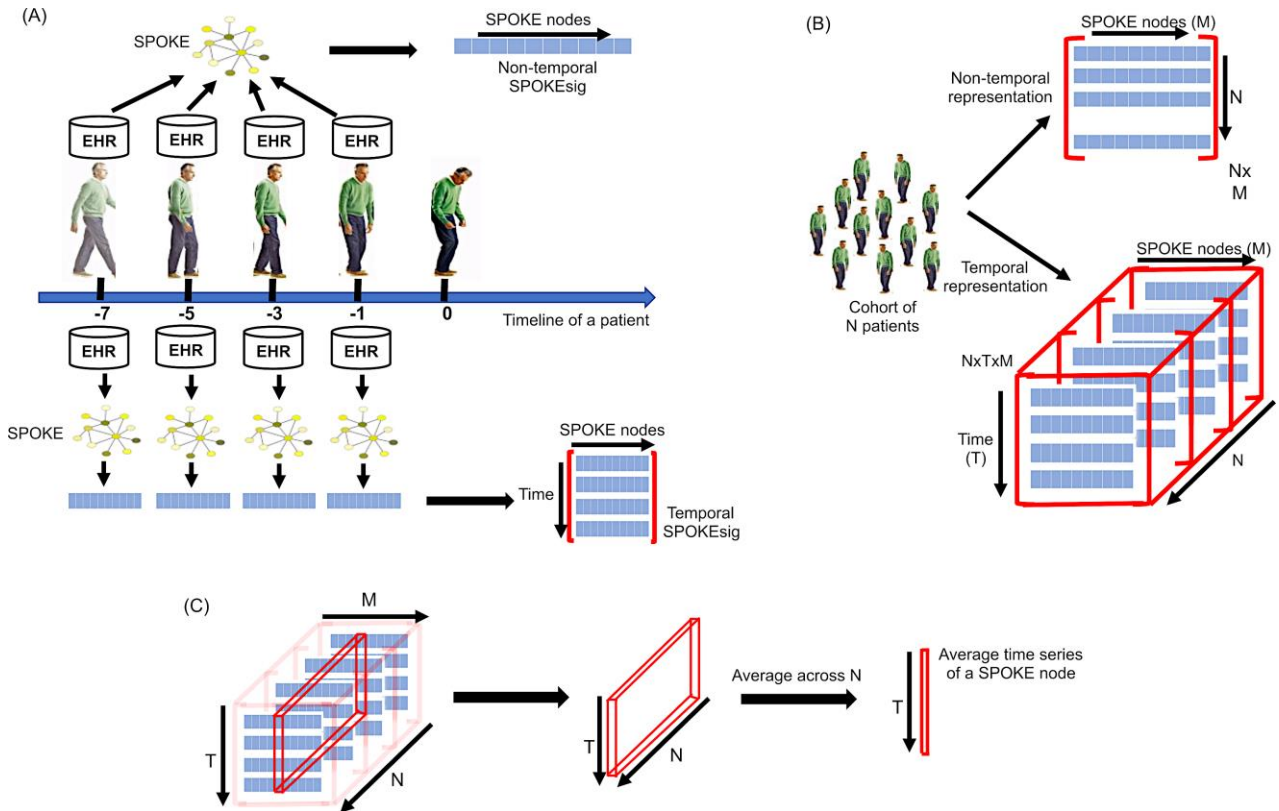 (A)
SPOKE
SPOKE nodes
Non-temporal
SPOKEsig
EHR
EHR
EHR
EHR
-7
-5
-3
-1
0
Timeline of a patient
EHR
EHR
EHR
EHR
SPOKE
SPOKE nodes
Time
Temporal
SPOKEsig
(B)
SPOKE nodes (M)
Non-temporal
representation
N
Nx
M
Cohort of
N patients
Temporal
representation
SPOKE nodes (M)
NxTxM
Time
(T)
N
(C)
M
T
N
T
N
Average across N
T
Average time series
of a SPOKE node